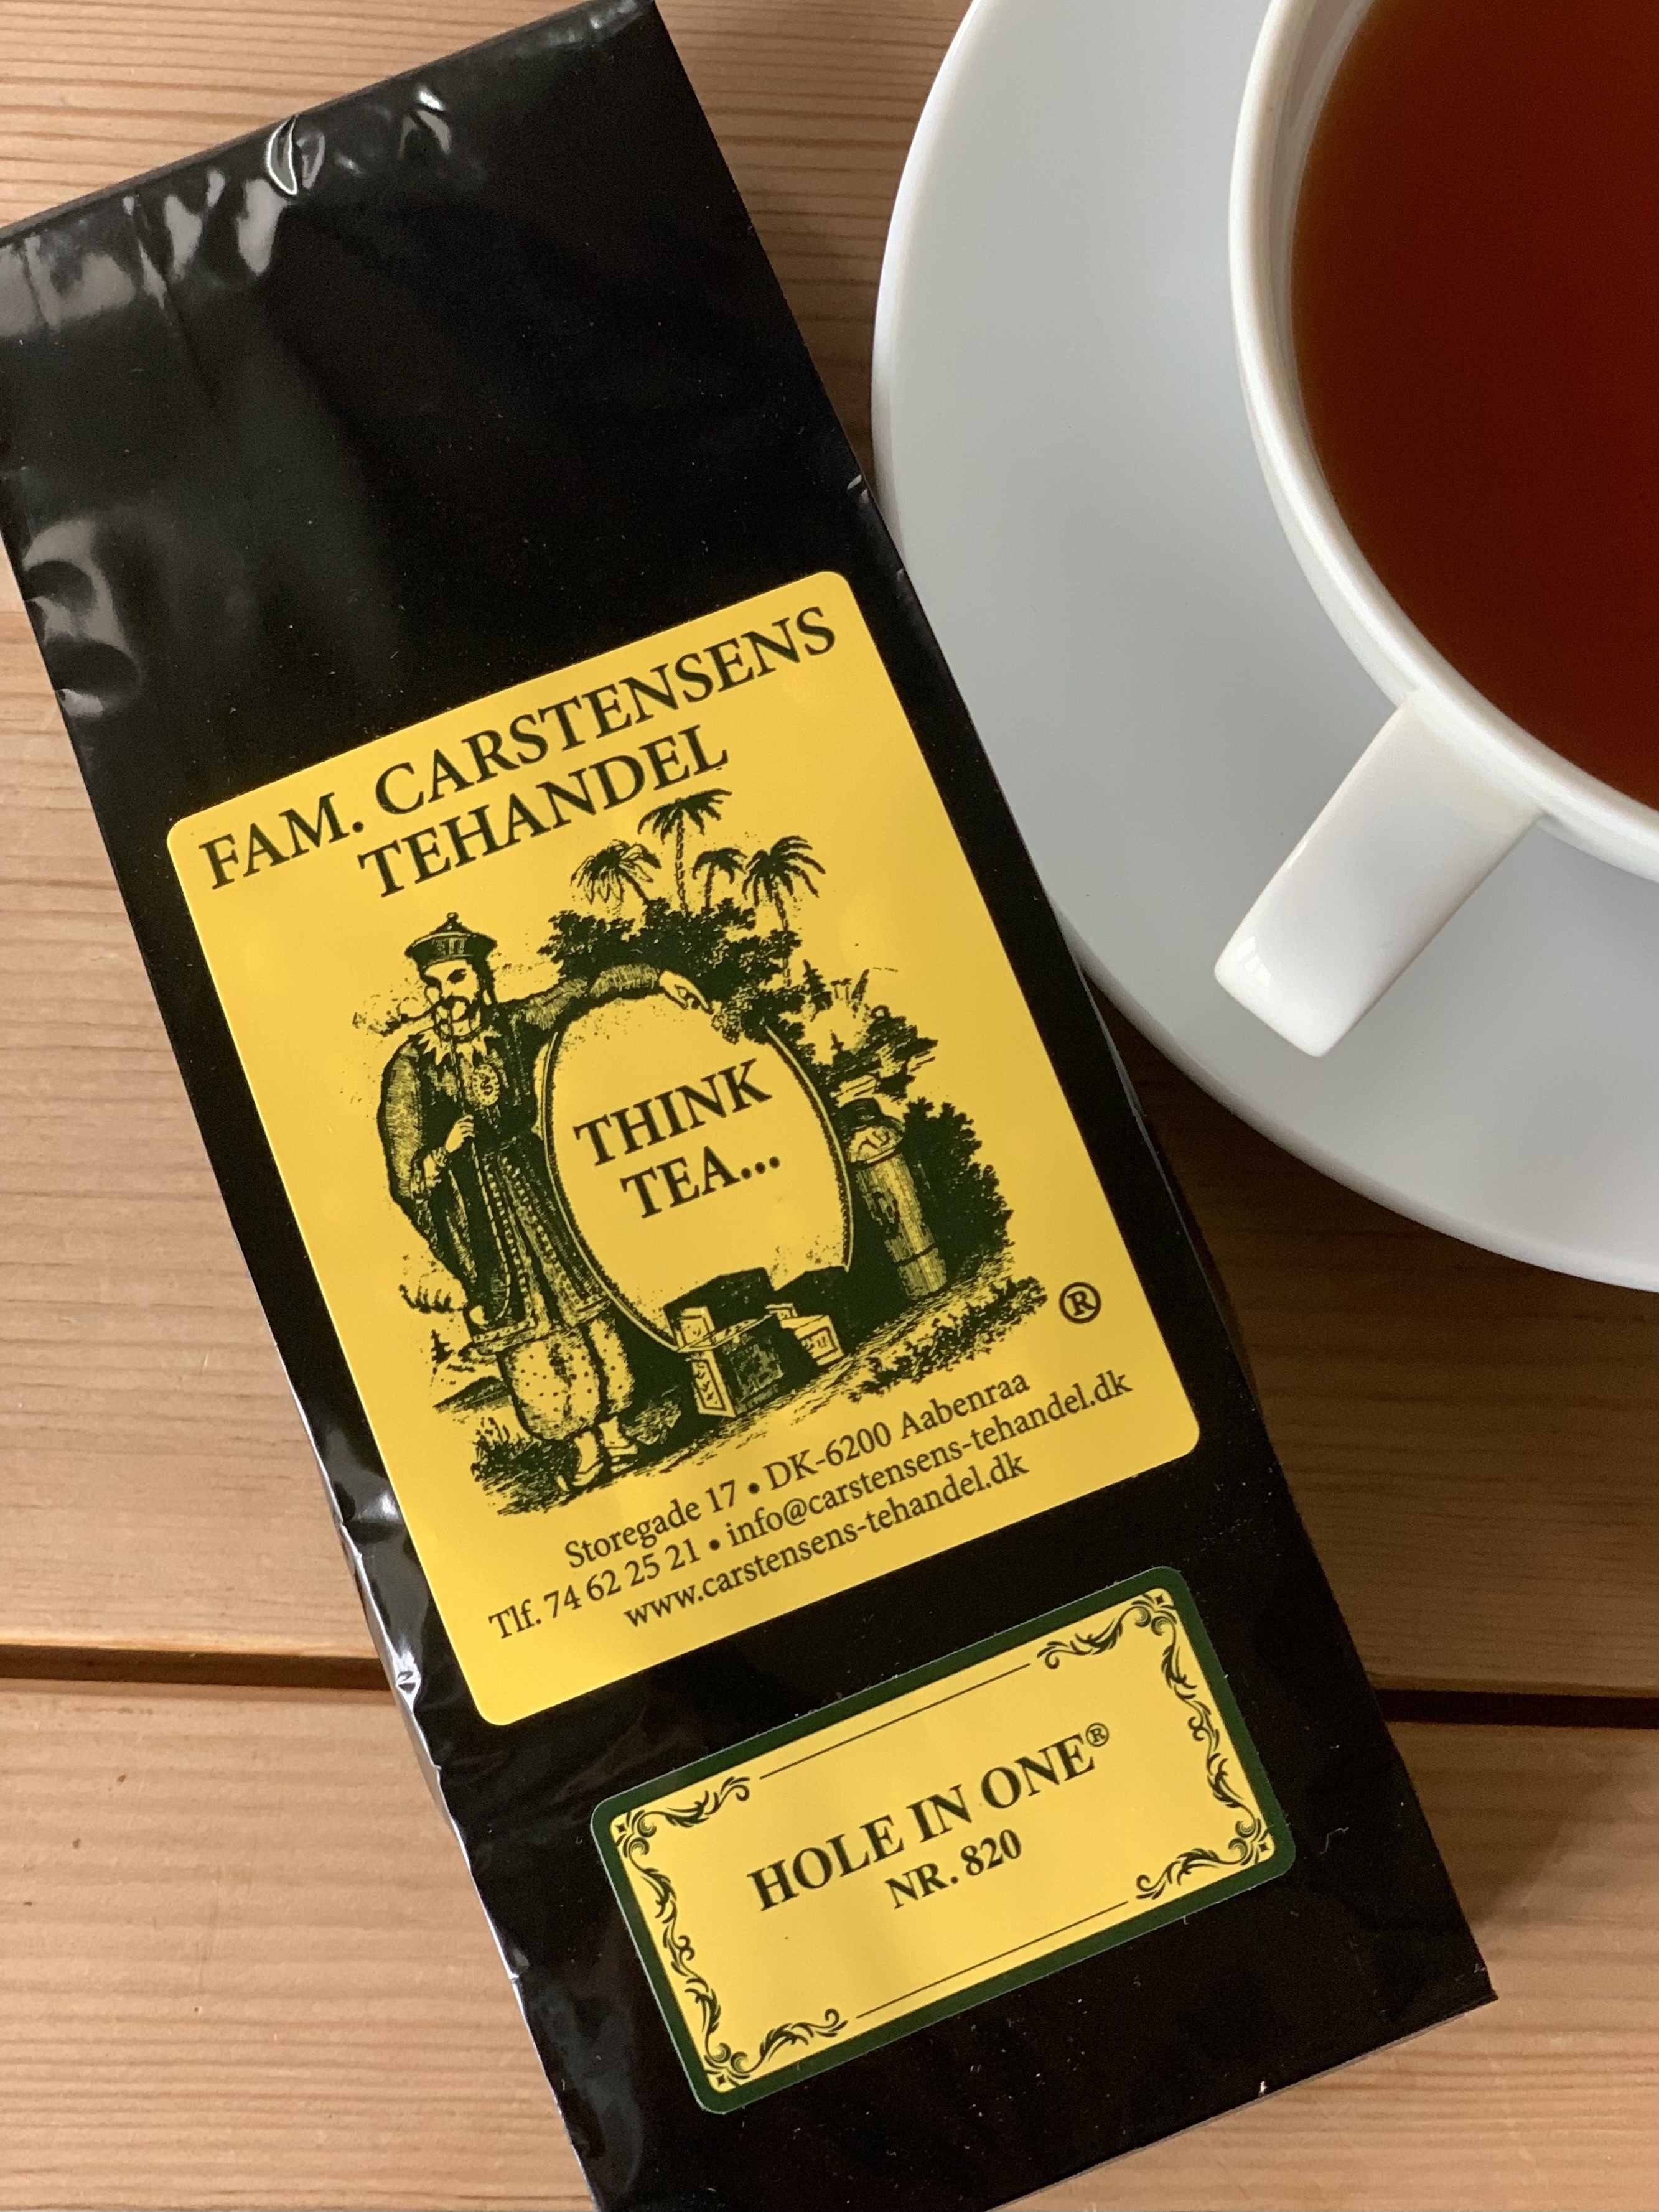 FAM. CARSTENSENS
TEHANDEL
THINK
TEA...
®
Storegade 17 • DK-6200 Aabenraa
Tlf. 74 62 25 21 • info@carstensens-tehandel.dk
www.carstensens-tehandel.dk
HOLE IN ONE®
NR. 820